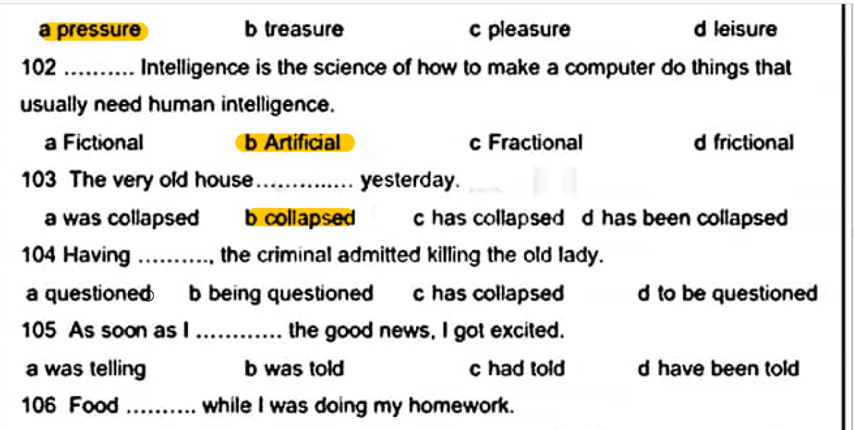 a pressure b treasure c pleasure d leisure
102 .......... Intelligence is the science of how to make a computer do things that
usually need human intelligence.
a Fictional b Artificial c Fractional d frictional
103 The very old house.............. yesterday.
a was collapsed b collapsed c has collapsed d has been collapsed
104 Having .........., the criminal admitted killing the old lady.
a questioned b being questioned c has collapsed d to be questioned
105 As soon as I ............ the good news, I got excited.
a was telling b was told c had told d have been told
106 Food .......... while I was doing my homework.